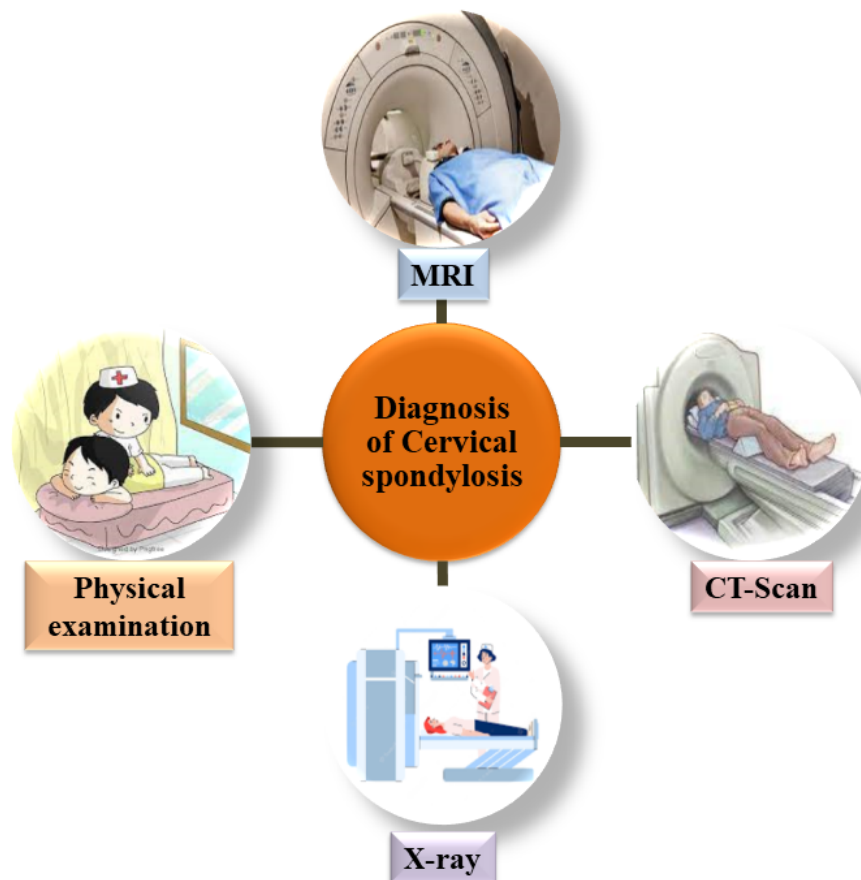 MRI
Diagnosis
of Cervical
spondylosis
Physical
examination
CT-Scan
X-ray